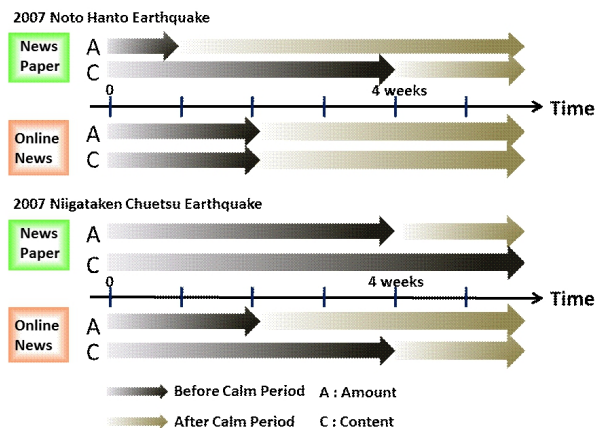 2007 Noto Hanto Earthquake
News
Paper
A
C
0
4 weeks
Time
Online
News
A
C
2007 Niigataken Chuetsu Earthquake
News
Paper
A
C
0
4 weeks
Time
Online
News
A
C
Before Calm Period
A : Amount
After Calm Period
C : Content